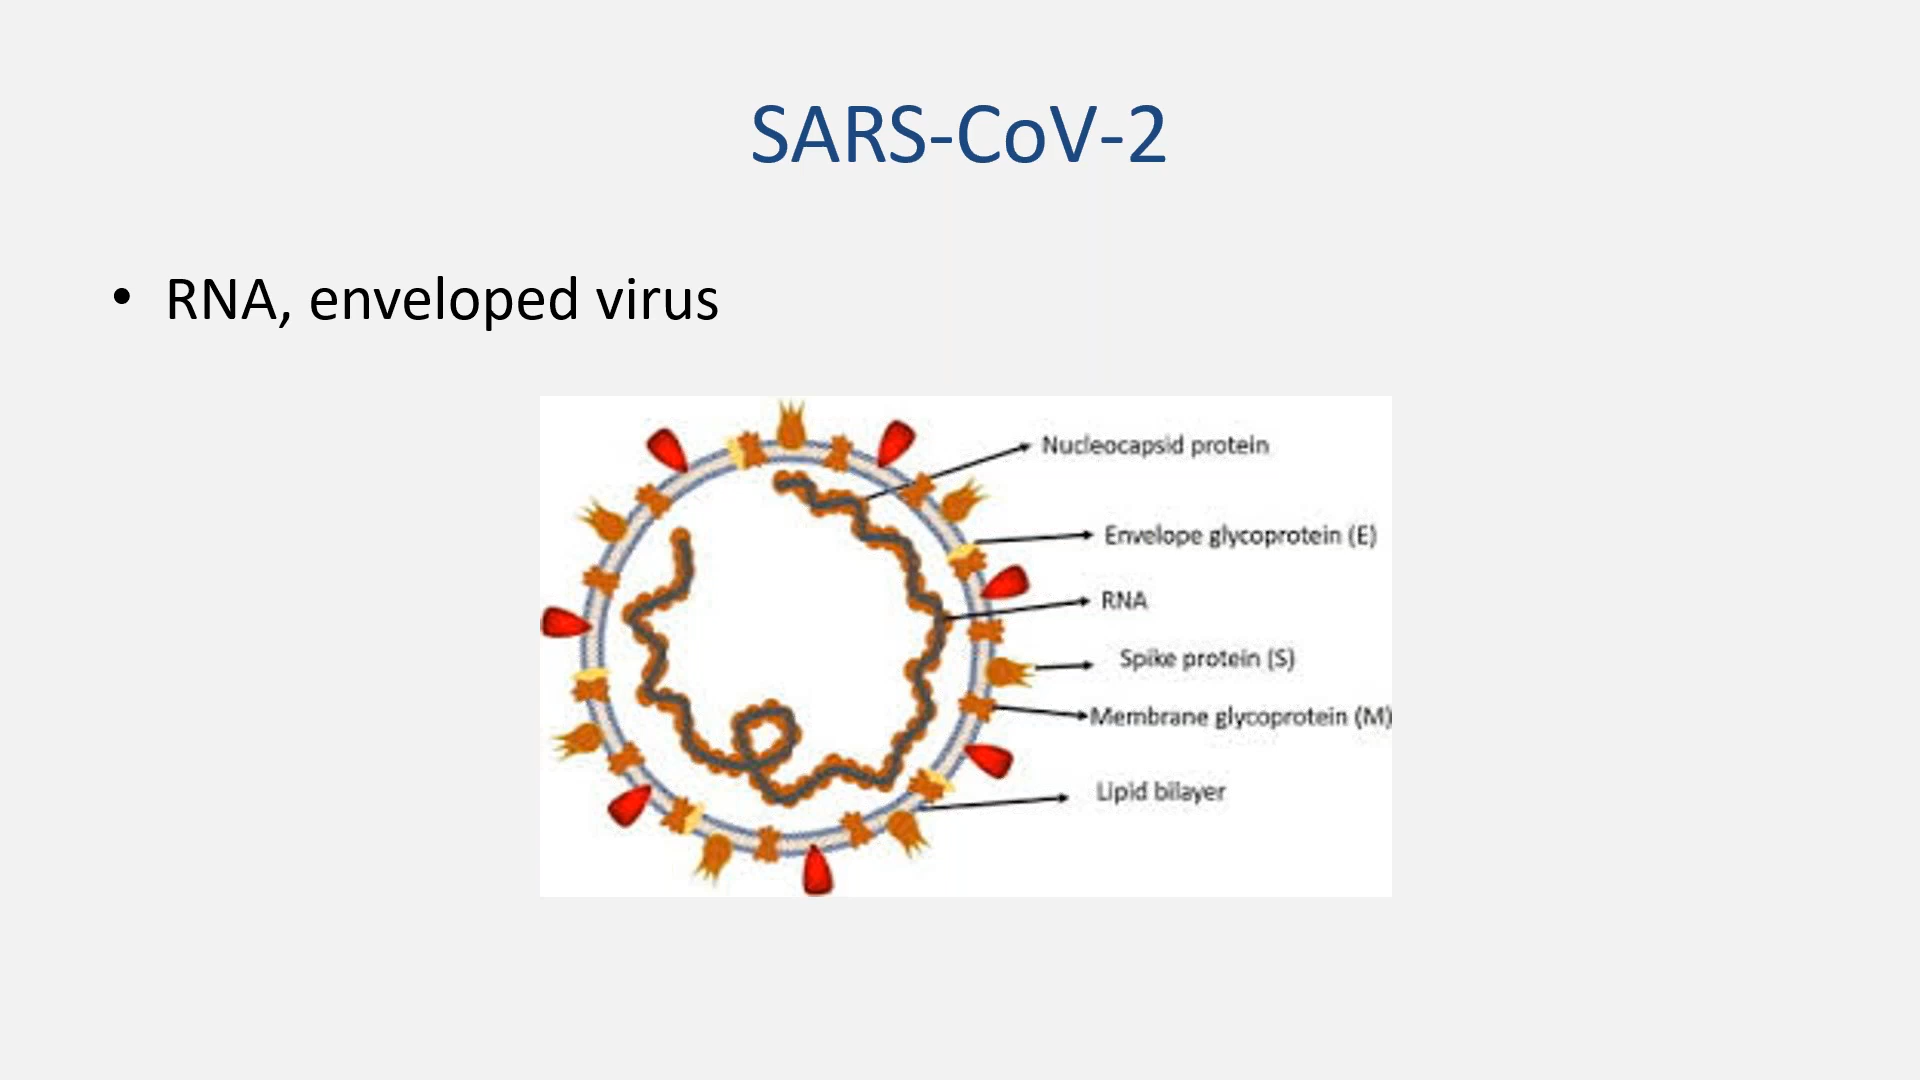 SARS-CoV-2
• RNA, enveloped virus
Nucleocapsid protein
Envelope glycoprotein (E)
RNA
Spike protein (S)
Membrane glycoprotein (M)
Lipid bilayer